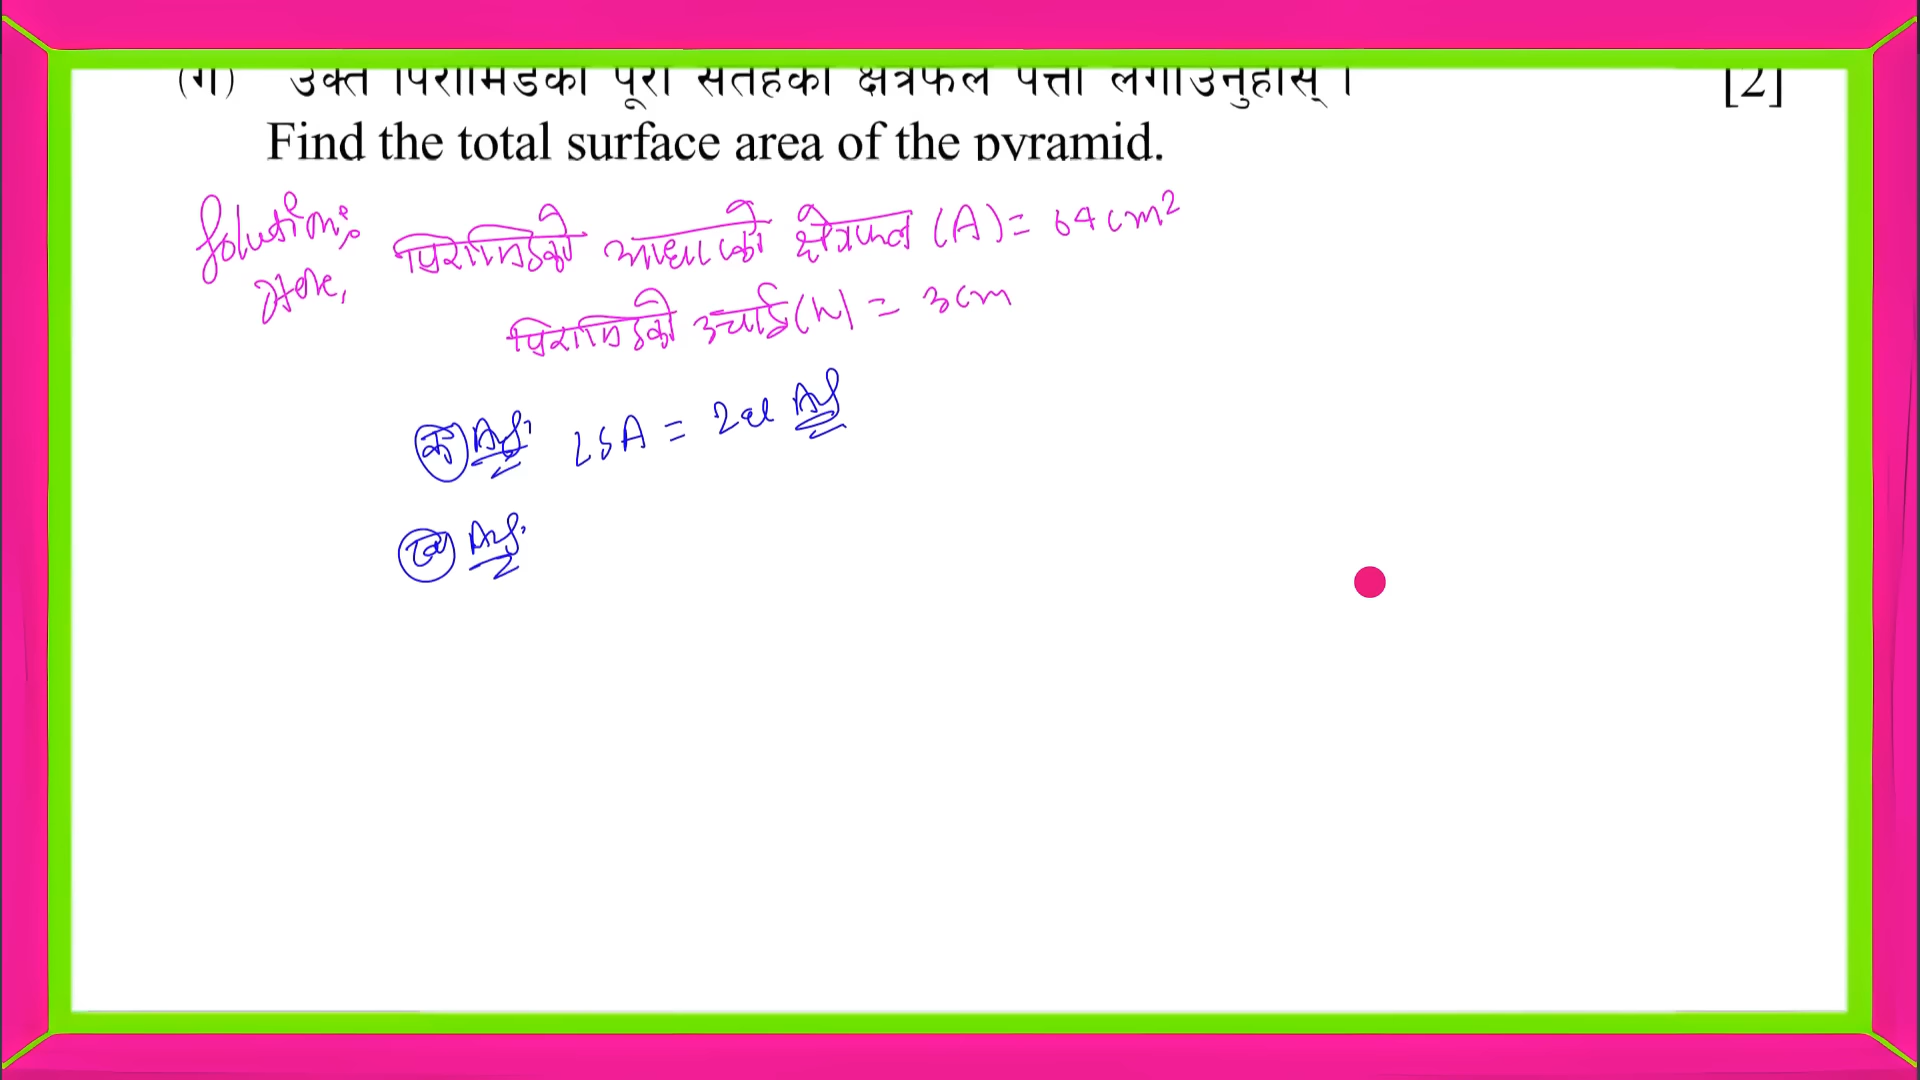 (ग) उक्त पिरामिडको पूरा सतहको क्षेत्रफल पत्ता लगाउनुहोस् । [2]
Find the total surface area of the pyramid.
Solution: पिरामिडको आधारको क्षेत्रफल (A) = 64 cm²
Here,
पिरामिडको उचाई (h) = 3 cm
(क) Ans: LSA = 2al Ans
(ख) Ans: